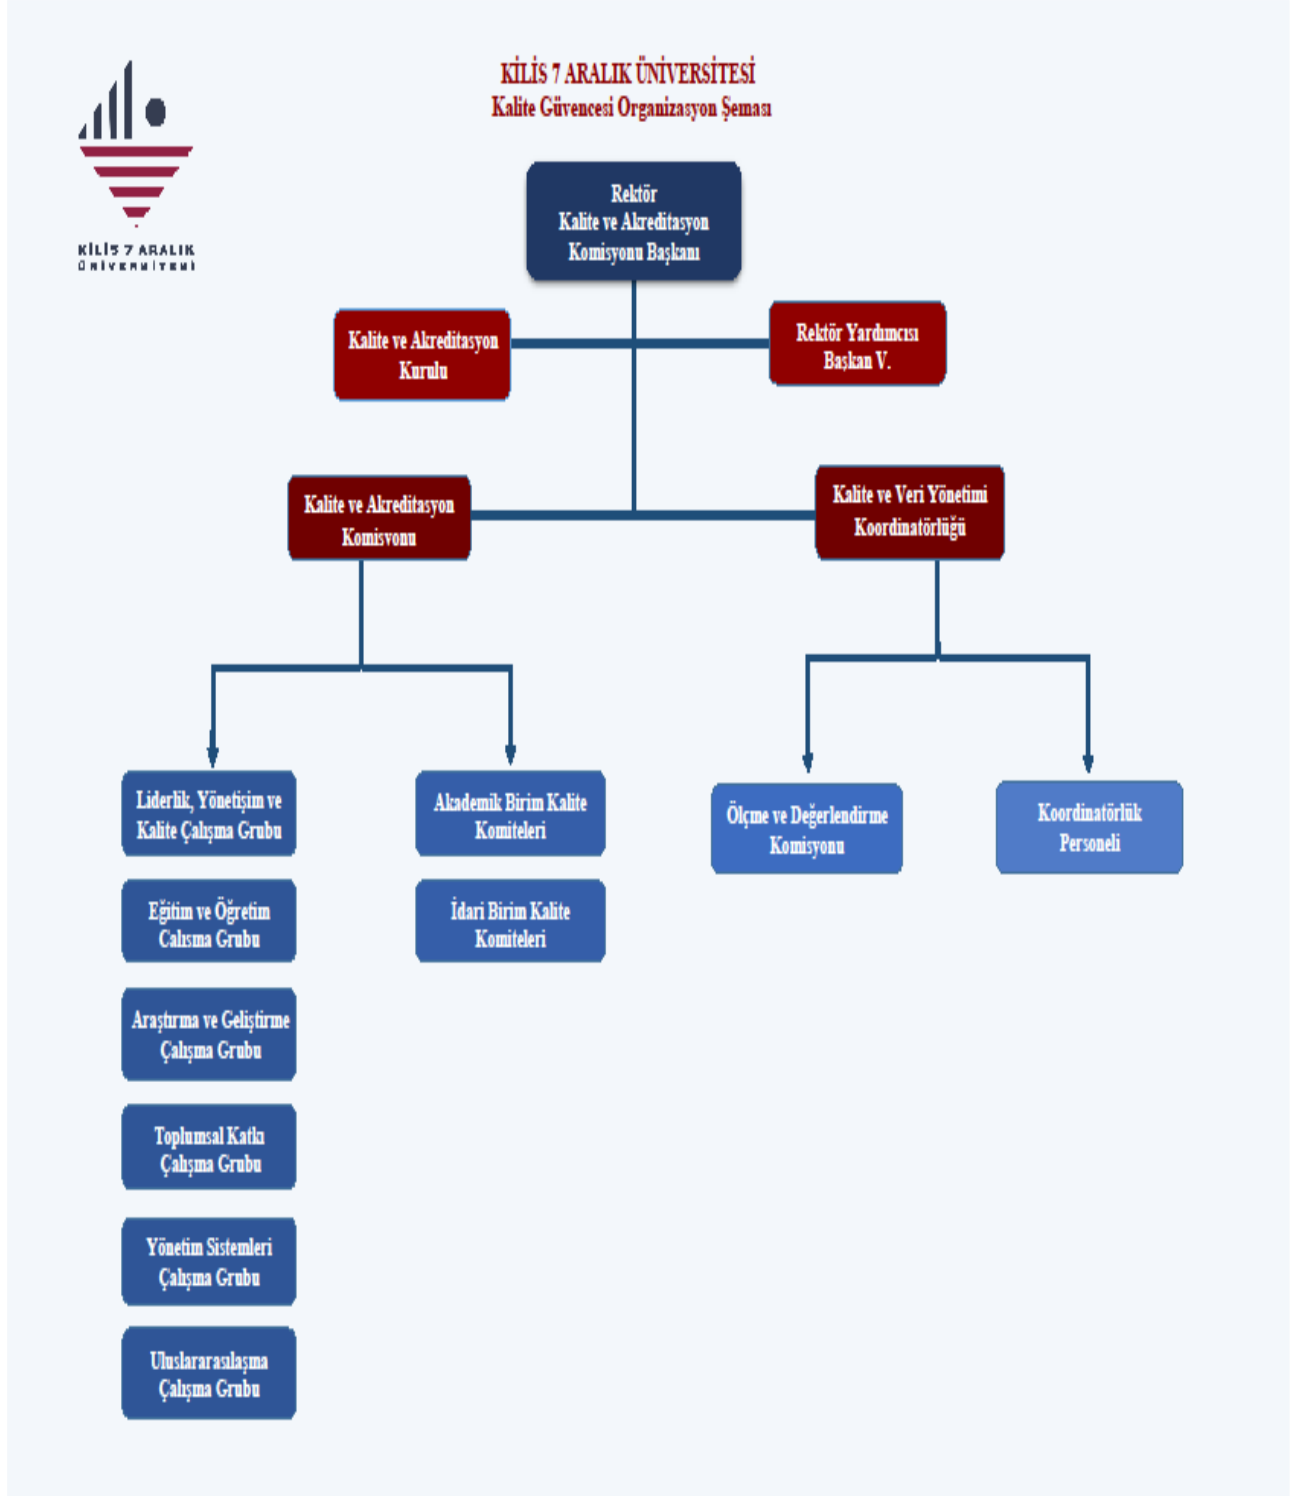 KİLİS 7 ARALIK ÜNİVERSİTESİ
Kalite Güvencesi Organizasyon Şeması
KİLİS 7 ARALIK
ÜNİVERSİTESİ
Rektör
Kalite ve Akreditasyon
Komisyonu Başkanı
Kalite ve Akreditasyon
Kurulu
Rektör Yardımcısı
Başkan V.
Kalite ve Akreditasyon
Komisvonu
Kalite ve Veri Yönetimi
Koordinatörlüğü
Liderlik, Yönetişim ve
Kalite Çalışma Grubu
Akademik Birim Kalite
Komiteleri
Ölçme ve Değerlendirme
Komisyonu
Koordinatörlük
Personeli
Eğitim ve Öğretim
Calısma Grubu
İdari Birim Kalite
Komiteleri
Araştırma ve Geliştirme
Çalışma Grubu
Toplumsal Katkı
Çalışma Grubu
Yönetim Sistemleri
Çalışma Grubu
Uluslararasılaşma
Çalışma Grubu